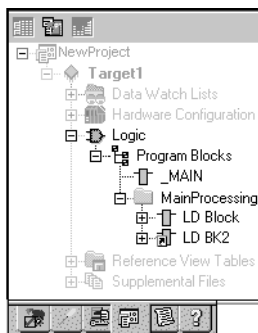 NewProject
Target1
Data Watch Lists
Hardware Configuration
Logic
Program Blocks
_MAIN
MainProcessing
LD Block
LD BK2
Reference View Tables
Supplemental Files